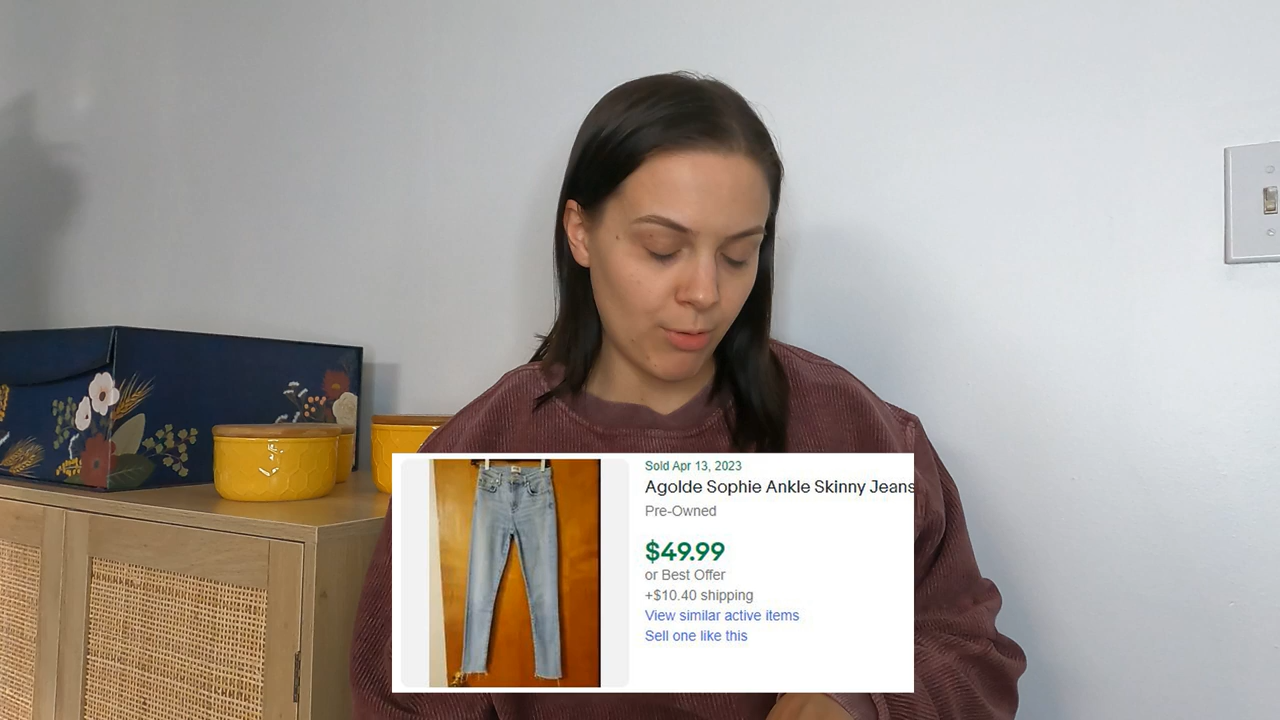 Sold Apr 13, 2023
Agolde Sophie Ankle Skinny Jeans
Pre-Owned
$49.99
or Best Offer
+$10.40 shipping
View similar active items
Sell one like this